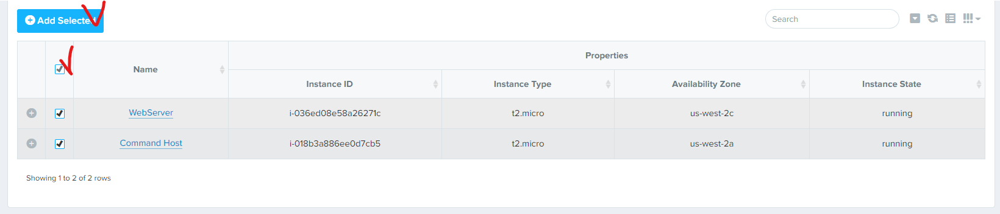 Add Selected
Search
Name
Properties
Instance ID
Instance Type
Availability Zone
Instance State
WebServer i-036ed08e58a26271c t2.micro us-west-2c running
Command Host i-018b3a886ee0d7cb5 t2.micro us-west-2a running
Showing 1 to 2 of 2 rows